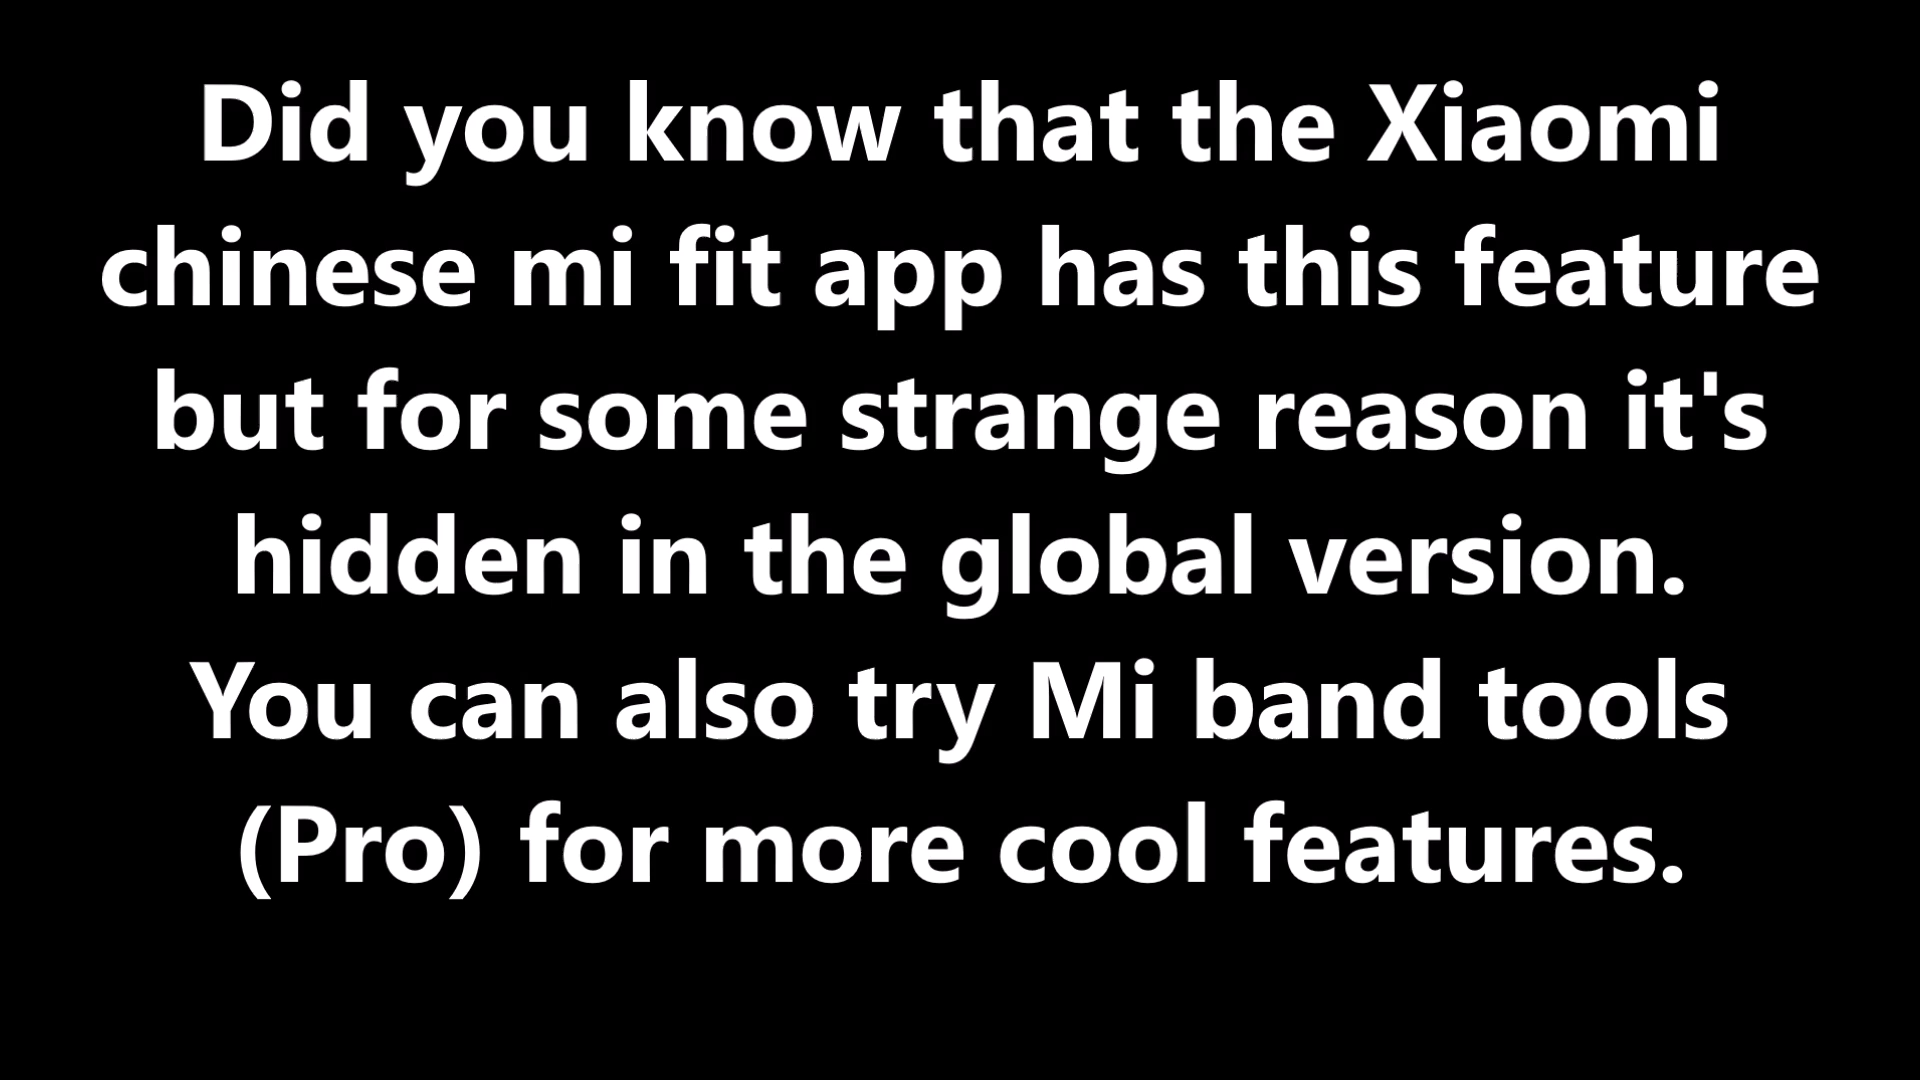 Did you know that the Xiaomi
chinese mi fit app has this feature
but for some strange reason it's
hidden in the global version.
You can also try Mi band tools
(Pro) for more cool features.